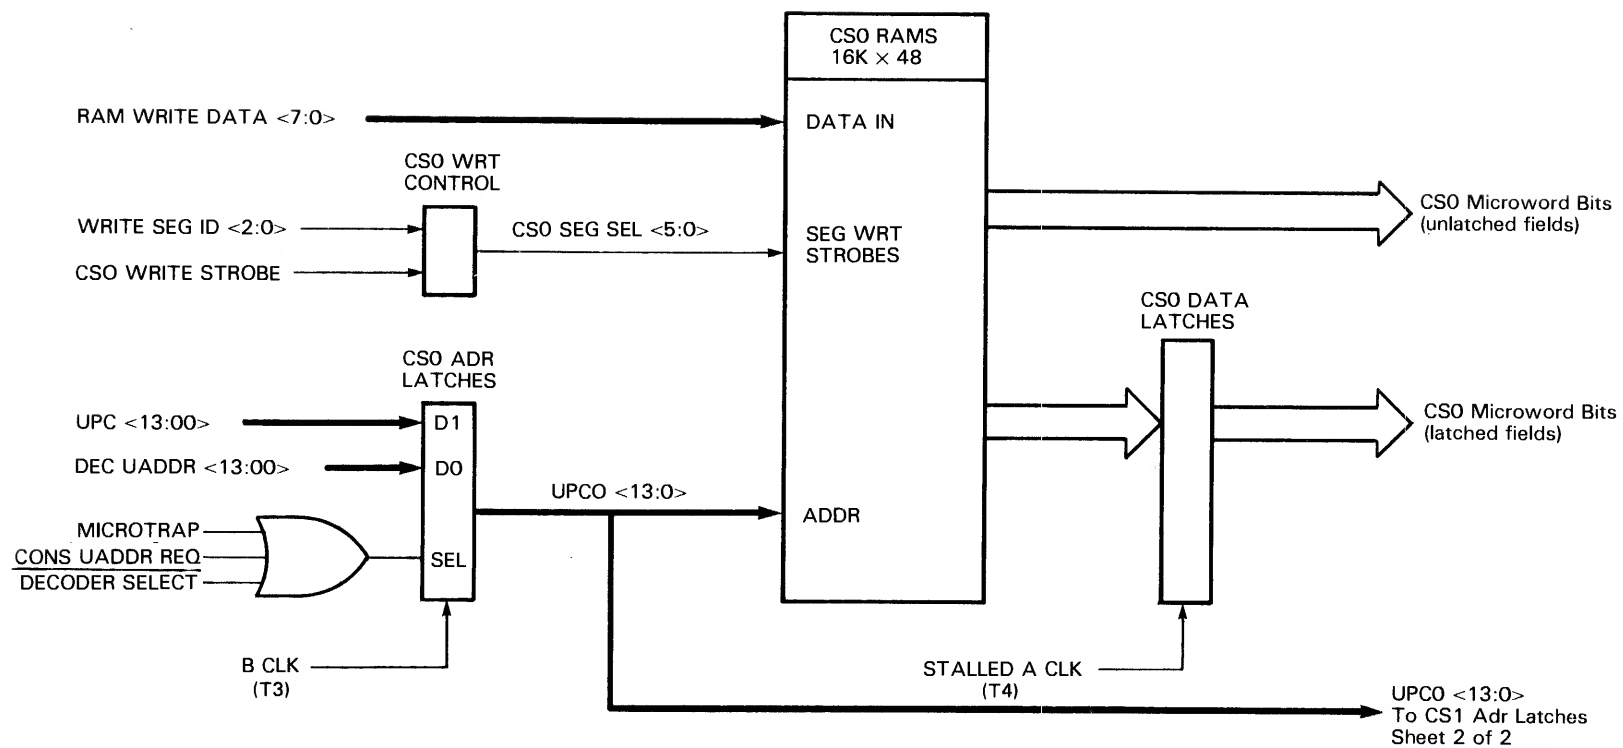 CS0 RAMS
16K × 48
RAM WRITE DATA <7:0>
DATA IN
CS0 WRT
CONTROL
WRITE SEG ID <2:0>
CS0 SEG SEL <5:0>
CS0 WRITE STROBE
SEG WRT
STROBES
CS0 Microword Bits
(unlatched fields)
CS0 DATA
LATCHES
CS0 ADR
LATCHES
UPC <13:00>
D1
DEC UADDR <13:00>
D0
CS0 Microword Bits
(latched fields)
UPC0 <13:0>
ADDR
MICROTRAP
CONS UADDR REQ
DECODER SELECT
SEL
B CLK
(T3)
STALLED A CLK
(T4)
UPC0 <13:0>
To CS1 Adr Latches
Sheet 2 of 2